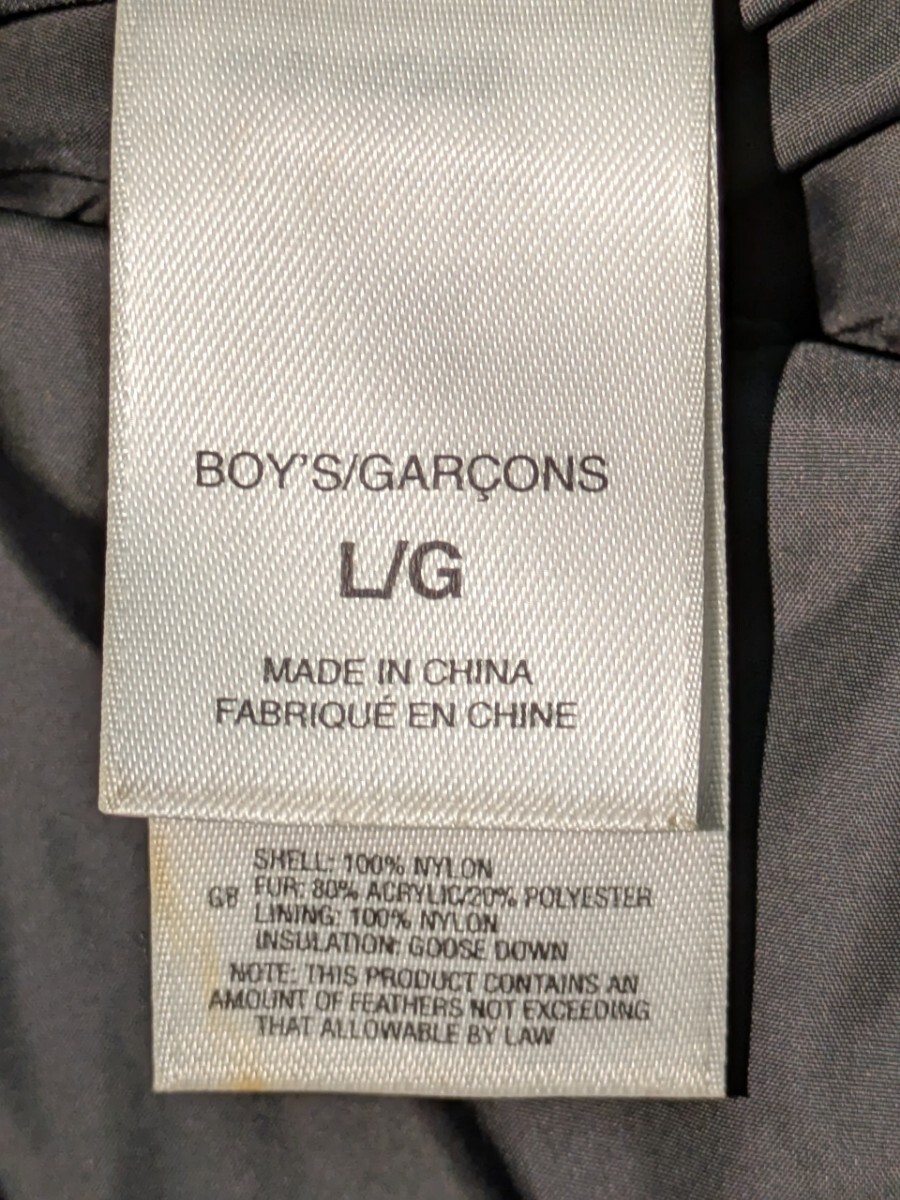 BOY'S/GARÇONS
L/G
MADE IN CHINA
FABRIQUÉ EN CHINE
SHELL: 100% NYLON
GB FUR: 80% ACRYLIC/20% POLYESTER
LINING: 100% NYLON
INSULATION: GOOSE DOWN
NOTE: THIS PRODUCT CONTAINS AN
AMOUNT OF FEATHERS NOT EXCEEDING
THAT ALLOWABLE BY LAW